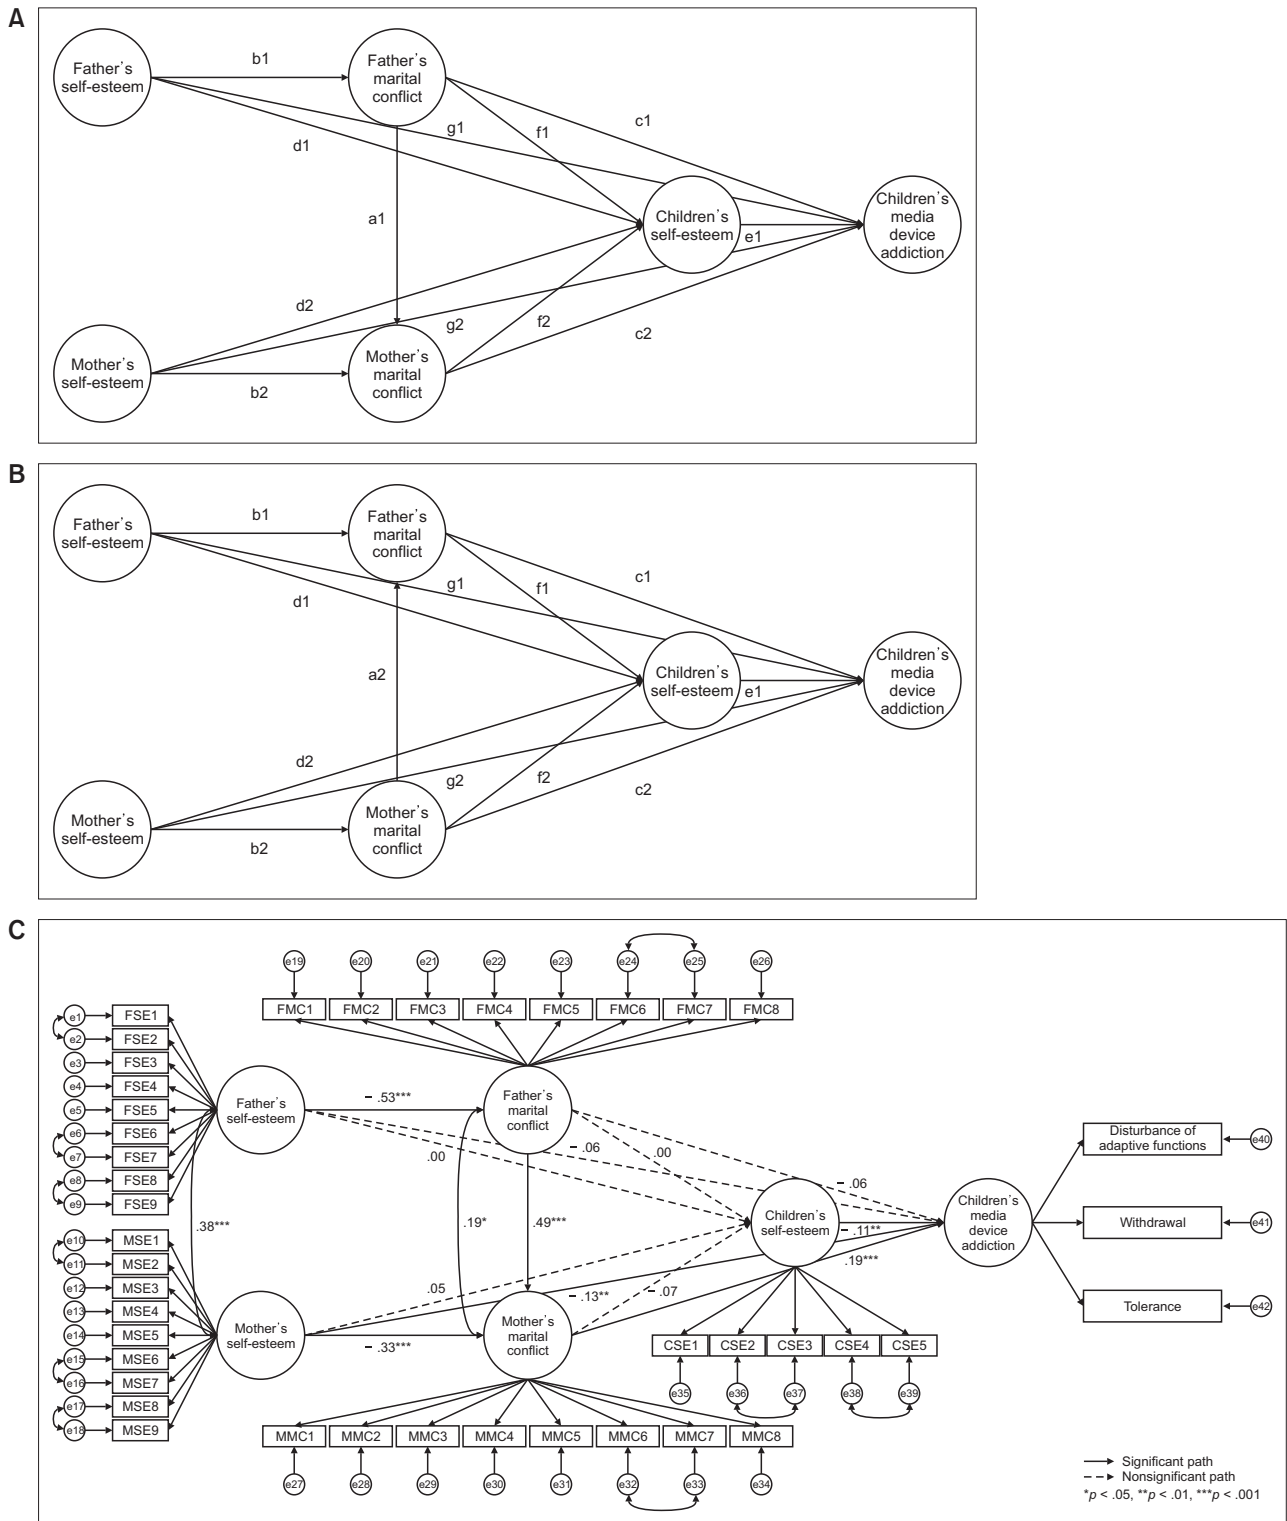 A
Father's
self-esteem
b1
Father's
marital
conflict
g1
f1
c1
d1
a1
Children's
self-esteem
e1
Children's
media
device
addiction
d2
g2
f2
c2
Mother's
self-esteem
b2
Mother's
marital
conflict
B
Father's
self-esteem
b1
Father's
marital
conflict
g1
f1
c1
d1
a2
Children's
self-esteem
e1
Children's
media
device
addiction
d2
g2
f2
c2
Mother's
self-esteem
b2
Mother's
marital
conflict
C
e19 e20 e21 e22 e23 e24 e25 e26
FMC1 FMC2 FMC3 FMC4 FMC5 FMC6 FMC7 FMC8
e1 FSE1
e2 FSE2
e3 FSE3
e4 FSE4
e5 FSE5
e6 FSE6
e7 FSE7
e8 FSE8
e9 FSE9
Father's
self-esteem
– .53***
Father's
marital
conflict
.00
– .06
.00
– .06
.38***
.19*
.49***
Children's
self-esteem
– .11**
.19***
Children's
media
device
addiction
Disturbance of
adaptive functions
e40
Withdrawal
e41
Tolerance
e42
e10 MSE1
e11 MSE2
e12 MSE3
e13 MSE4
e14 MSE5
e15 MSE6
e16 MSE7
e17 MSE8
e18 MSE9
Mother's
self-esteem
.05
– .33***
Mother's
marital
conflict
– .13**
– .07
CSE1 CSE2 CSE3 CSE4 CSE5
e35 e36 e37 e38 e39
MMC1 MMC2 MMC3 MMC4 MMC5 MMC6 MMC7 MMC8
e27 e28 e29 e30 e31 e32 e33 e34
Significant path
Nonsignificant path
*p < .05, **p < .01, ***p < .001